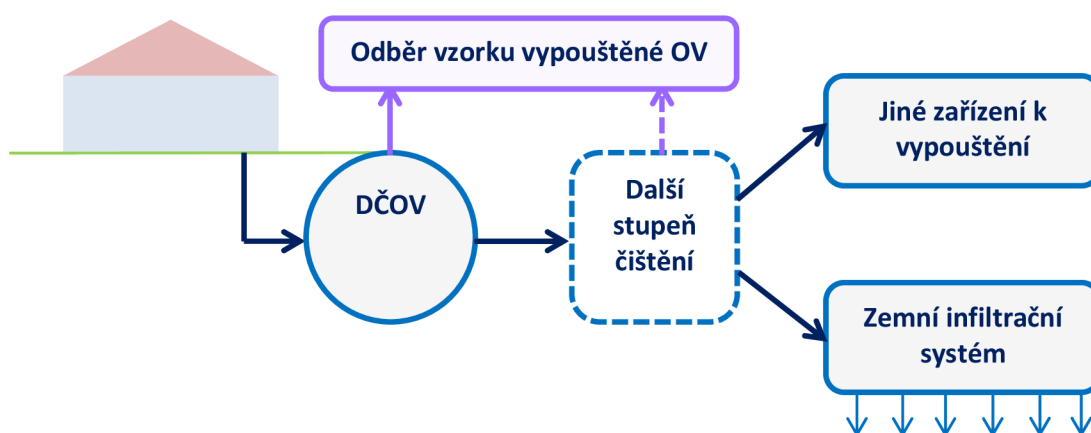 Odběr vzorku vypouštěné OV
DČOV
Další
stupeň
čištění
Jiné zařízení k
vypouštění
Zemní infiltrační
systém